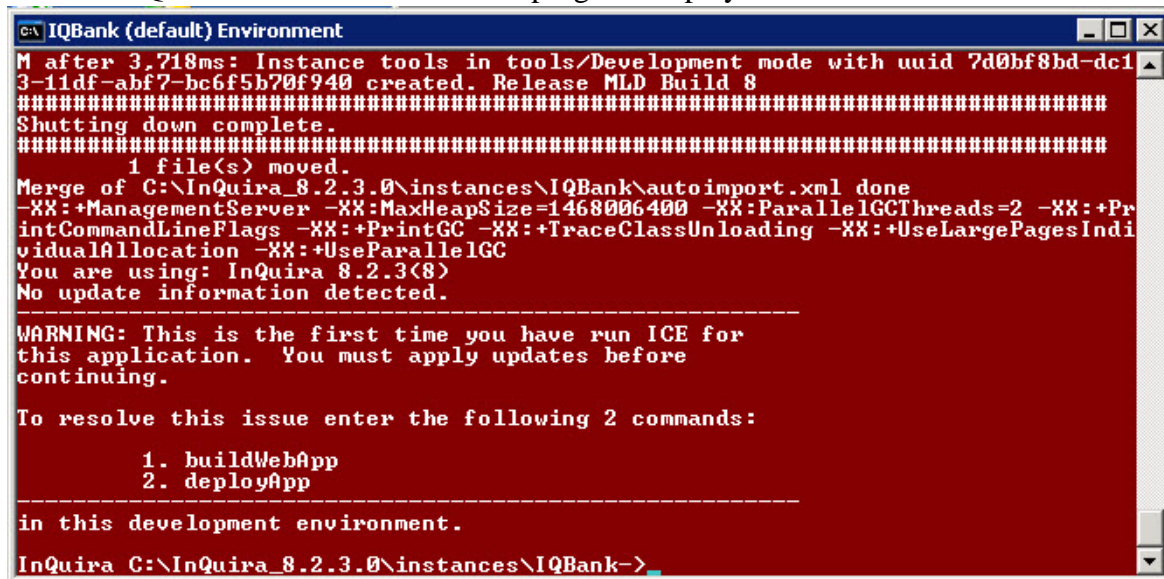 IQBank (default) Environment
M after 3,718ms: Instance tools in tools/Development mode with uuid 7d0bf8bd-dc1
3-11df-abf7-bc6f5b70f940 created. Release MLD Build 8
######################################################################
Shutting down complete.
######################################################################
1 file(s) moved.
Merge of C:\InQuira_8.2.3.0\instances\IQBank\autoimport.xml done
-XX:+ManagementServer -XX:MaxHeapSize=1468006400 -XX:ParallelGCThreads=2 -XX:+Pr
intCommandLineFlags -XX:+PrintGC -XX:+TraceClassUnloading -XX:+UseLargePagesIndi
vidualAllocation -XX:+UseParallelGC
You are using: InQuira 8.2.3(8)
No update information detected.
--------------------------------------------------------
WARNING: This is the first time you have run ICE for
this application.  You must apply updates before
continuing.
To resolve this issue enter the following 2 commands:
1. buildWebApp
2. deployApp
--------------------------------------------------------
in this development environment.
InQuira C:\InQuira_8.2.3.0\instances\IQBank->_